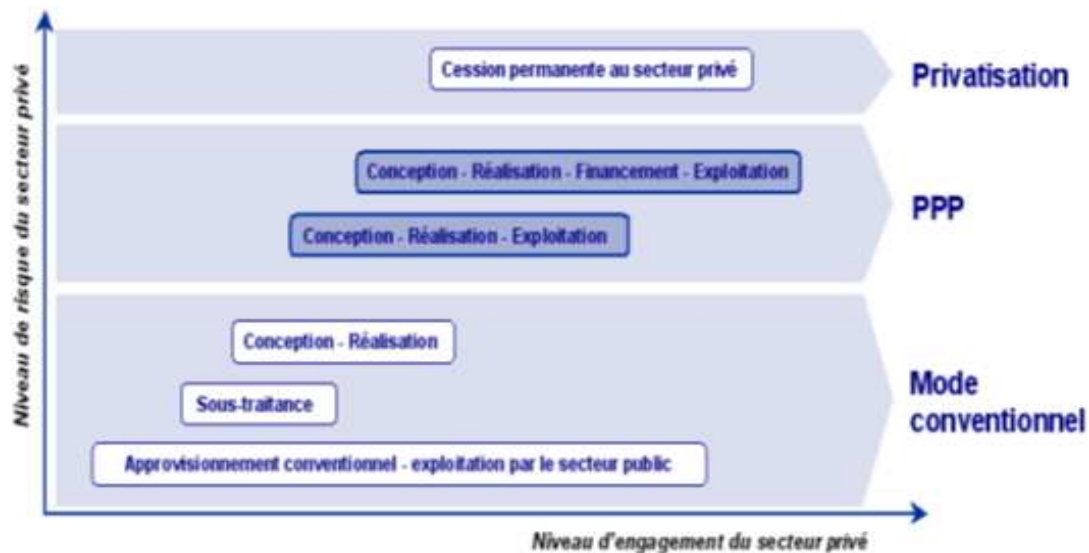 Niveau de risque du secteur privé
Cession permanente au secteur privé
Privatisation
Conception - Réalisation - Financement - Exploitation
Conception - Réalisation - Exploitation
PPP
Conception - Réalisation
Sous-traitance
Approvisionnement conventionnel - exploitation par le secteur public
Mode
conventionnel
Niveau d'engagement du secteur privé